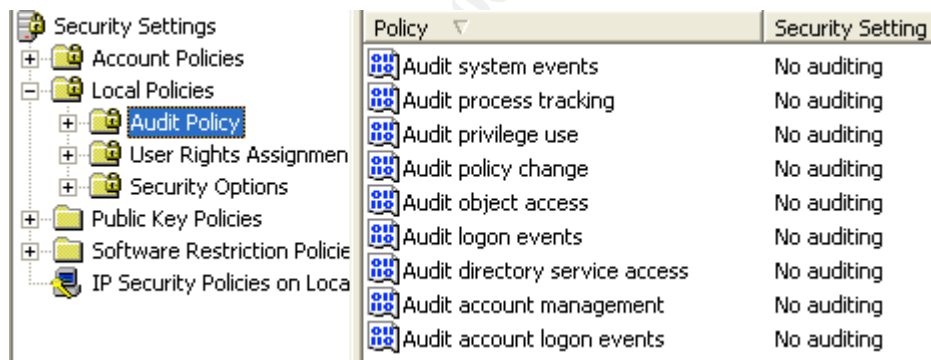 Security Settings
Account Policies
Local Policies
Audit Policy
User Rights Assignmen
Security Options
Public Key Policies
Software Restriction Policie
IP Security Policies on Loca
Policy Security Setting
Audit system events No auditing
Audit process tracking No auditing
Audit privilege use No auditing
Audit policy change No auditing
Audit object access No auditing
Audit logon events No auditing
Audit directory service access No auditing
Audit account management No auditing
Audit account logon events No auditing